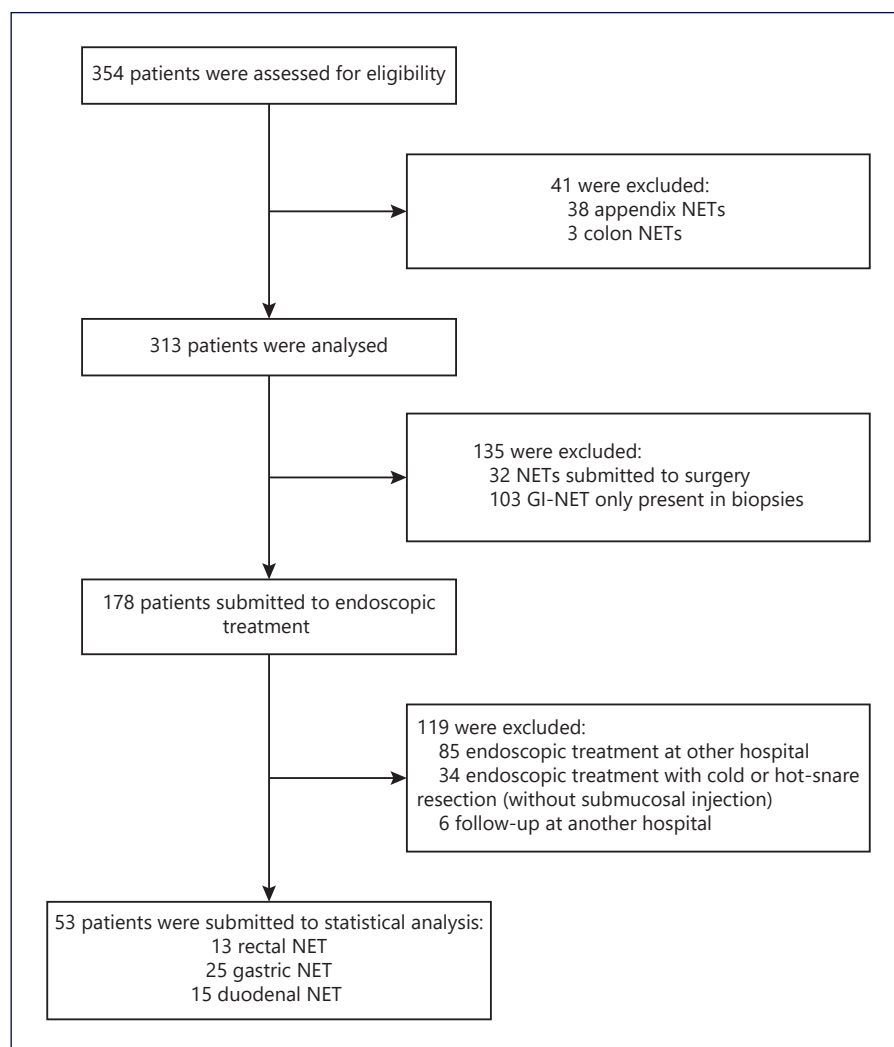 354 patients were assessed for eligibility
41 were excluded:
38 appendix NETs
3 colon NETs
313 patients were analysed
135 were excluded:
32 NETs submitted to surgery
103 GI-NET only present in biopsies
178 patients submitted to endoscopic
treatment
119 were excluded:
85 endoscopic treatment at other hospital
34 endoscopic treatment with cold or hot-snare
resection (without submucosal injection)
6 follow-up at another hospital
53 patients were submitted to statistical analysis:
13 rectal NET
25 gastric NET
15 duodenal NET